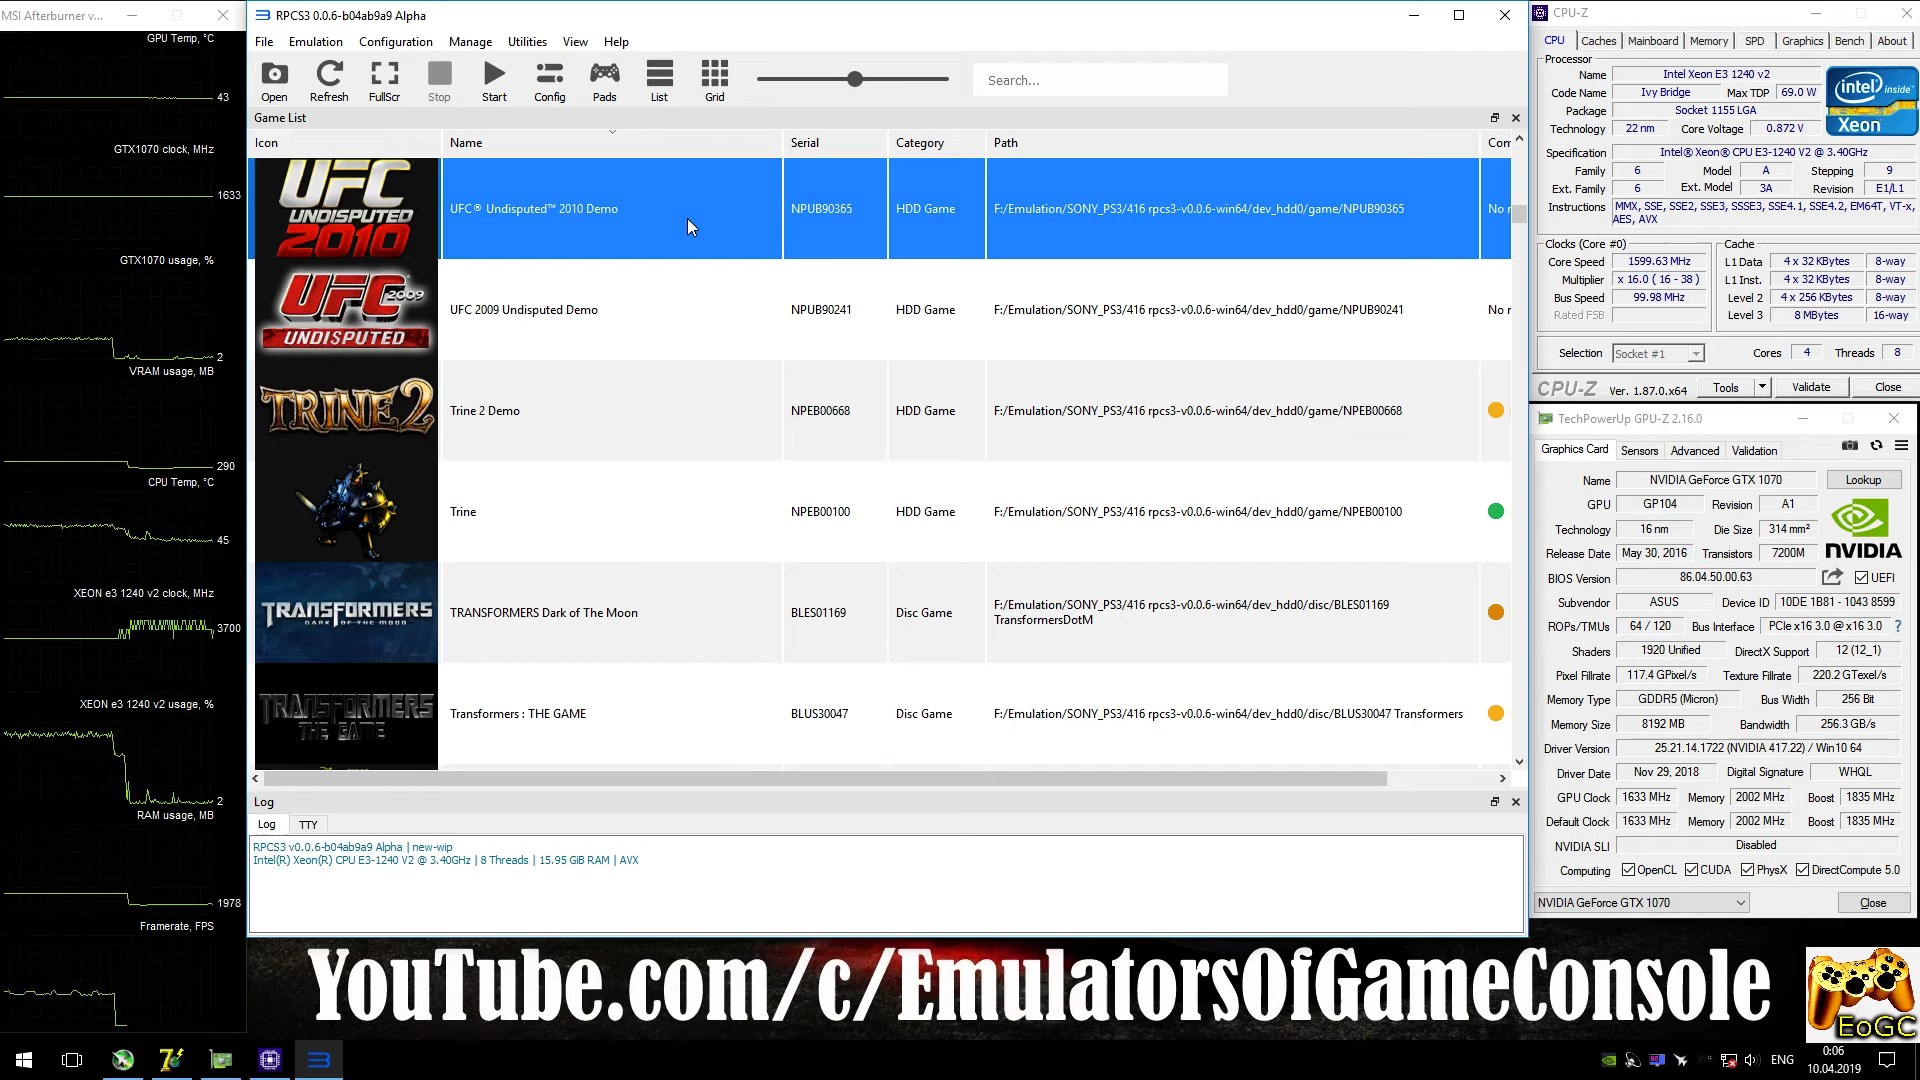 MSI Afterburner v...
GPU Temp, °C
43
GTX1070 clock, MHz
1633
GTX1070 usage, %
2
VRAM usage, MB
290
CPU Temp, °C
45
XEON e3 1240 v2 clock, MHz
3700
XEON e3 1240 v2 usage, %
2
RAM usage, MB
1978
Framerate, FPS
RPCS3 0.0.6-b04ab9a9 Alpha
File Emulation Configuration Manage Utilities View Help
Open Refresh FullScr Stop Start Config Pads List Grid Search...
Game List
Icon Name Serial Category Path Com
UFC UNDISPUTED 2010 UFC® Undisputed™ 2010 Demo NPUB90365 HDD Game F:/Emulation/SONY_PS3/416 rpcs3-v0.0.6-win64/dev_hdd0/game/NPUB90365 No r
UFC 2009 UNDISPUTED UFC 2009 Undisputed Demo NPUB90241 HDD Game F:/Emulation/SONY_PS3/416 rpcs3-v0.0.6-win64/dev_hdd0/game/NPUB90241 No r
TRINE 2 Trine 2 Demo NPEB00668 HDD Game F:/Emulation/SONY_PS3/416 rpcs3-v0.0.6-win64/dev_hdd0/game/NPEB00668
Trine NPEB00100 HDD Game F:/Emulation/SONY_PS3/416 rpcs3-v0.0.6-win64/dev_hdd0/game/NPEB00100
TRANSFORMERS DARK OF THE MOON TRANSFORMERS Dark of The Moon BLES01169 Disc Game F:/Emulation/SONY_PS3/416 rpcs3-v0.0.6-win64/dev_hdd0/disc/BLES01169
TransformersDotM
TRANSFORMERS THE GAME Transformers : THE GAME BLUS30047 Disc Game F:/Emulation/SONY_PS3/416 rpcs3-v0.0.6-win64/dev_hdd0/disc/BLUS30047 Transformers
Log
Log TTY
RPCS3 v0.0.6-b04ab9a9 Alpha | new-wip
Intel(R) Xeon(R) CPU E3-1240 V2 @ 3.40GHz | 8 Threads | 15.95 GiB RAM | AVX
CPU-Z
CPU Caches Mainboard Memory SPD Graphics Bench About
Processor
Name Intel Xeon E3 1240 v2
Code Name Ivy Bridge Max TDP 69.0 W
Package Socket 1155 LGA
Technology 22 nm Core Voltage 0.872 V
intel inside™ Xeon
Specification Intel® Xeon® CPU E3-1240 V2 @ 3.40GHz
Family 6 Model A Stepping 9
Ext. Family 6 Ext. Model 3A Revision E1/L1
Instructions MMX, SSE, SSE2, SSE3, SSSE3, SSE4.1, SSE4.2, EM64T, VT-x,
AES, AVX
Clocks (Core #0) Cache
Core Speed 1599.63 MHz L1 Data 4 x 32 KBytes 8-way
Multiplier x 16.0 ( 16 - 38 ) L1 Inst. 4 x 32 KBytes 8-way
Bus Speed 99.98 MHz Level 2 4 x 256 KBytes 8-way
Rated FSB Level 3 8 MBytes 16-way
Selection Socket #1 Cores 4 Threads 8
CPU-Z Ver. 1.87.0.x64 Tools Validate Close
TechPowerUp GPU-Z 2.16.0
Graphics Card Sensors Advanced Validation
Name NVIDIA GeForce GTX 1070 Lookup
GPU GP104 Revision A1
Technology 16 nm Die Size 314 mm²
Release Date May 30, 2016 Transistors 7200M
NVIDIA
BIOS Version 86.04.50.00.63 UEFI
Subvendor ASUS Device ID 10DE 1B81 - 1043 8599
ROPs/TMUs 64 / 120 Bus Interface PCIe x16 3.0 @ x16 3.0 ?
Shaders 1920 Unified DirectX Support 12 (12_1)
Pixel Fillrate 117.4 GPixel/s Texture Fillrate 220.2 GTexel/s
Memory Type GDDR5 (Micron) Bus Width 256 Bit
Memory Size 8192 MB Bandwidth 256.3 GB/s
Driver Version 25.21.14.1722 (NVIDIA 417.22) / Win10 64
Driver Date Nov 29, 2018 Digital Signature WHQL
GPU Clock 1633 MHz Memory 2002 MHz Boost 1835 MHz
Default Clock 1633 MHz Memory 2002 MHz Boost 1835 MHz
NVIDIA SLI Disabled
Computing OpenCL CUDA PhysX DirectCompute 5.0
NVIDIA GeForce GTX 1070 Close
YouTube.com/c/EmulatorsOfGameConsole
EoGC
ENG
0:06
10.04.2019